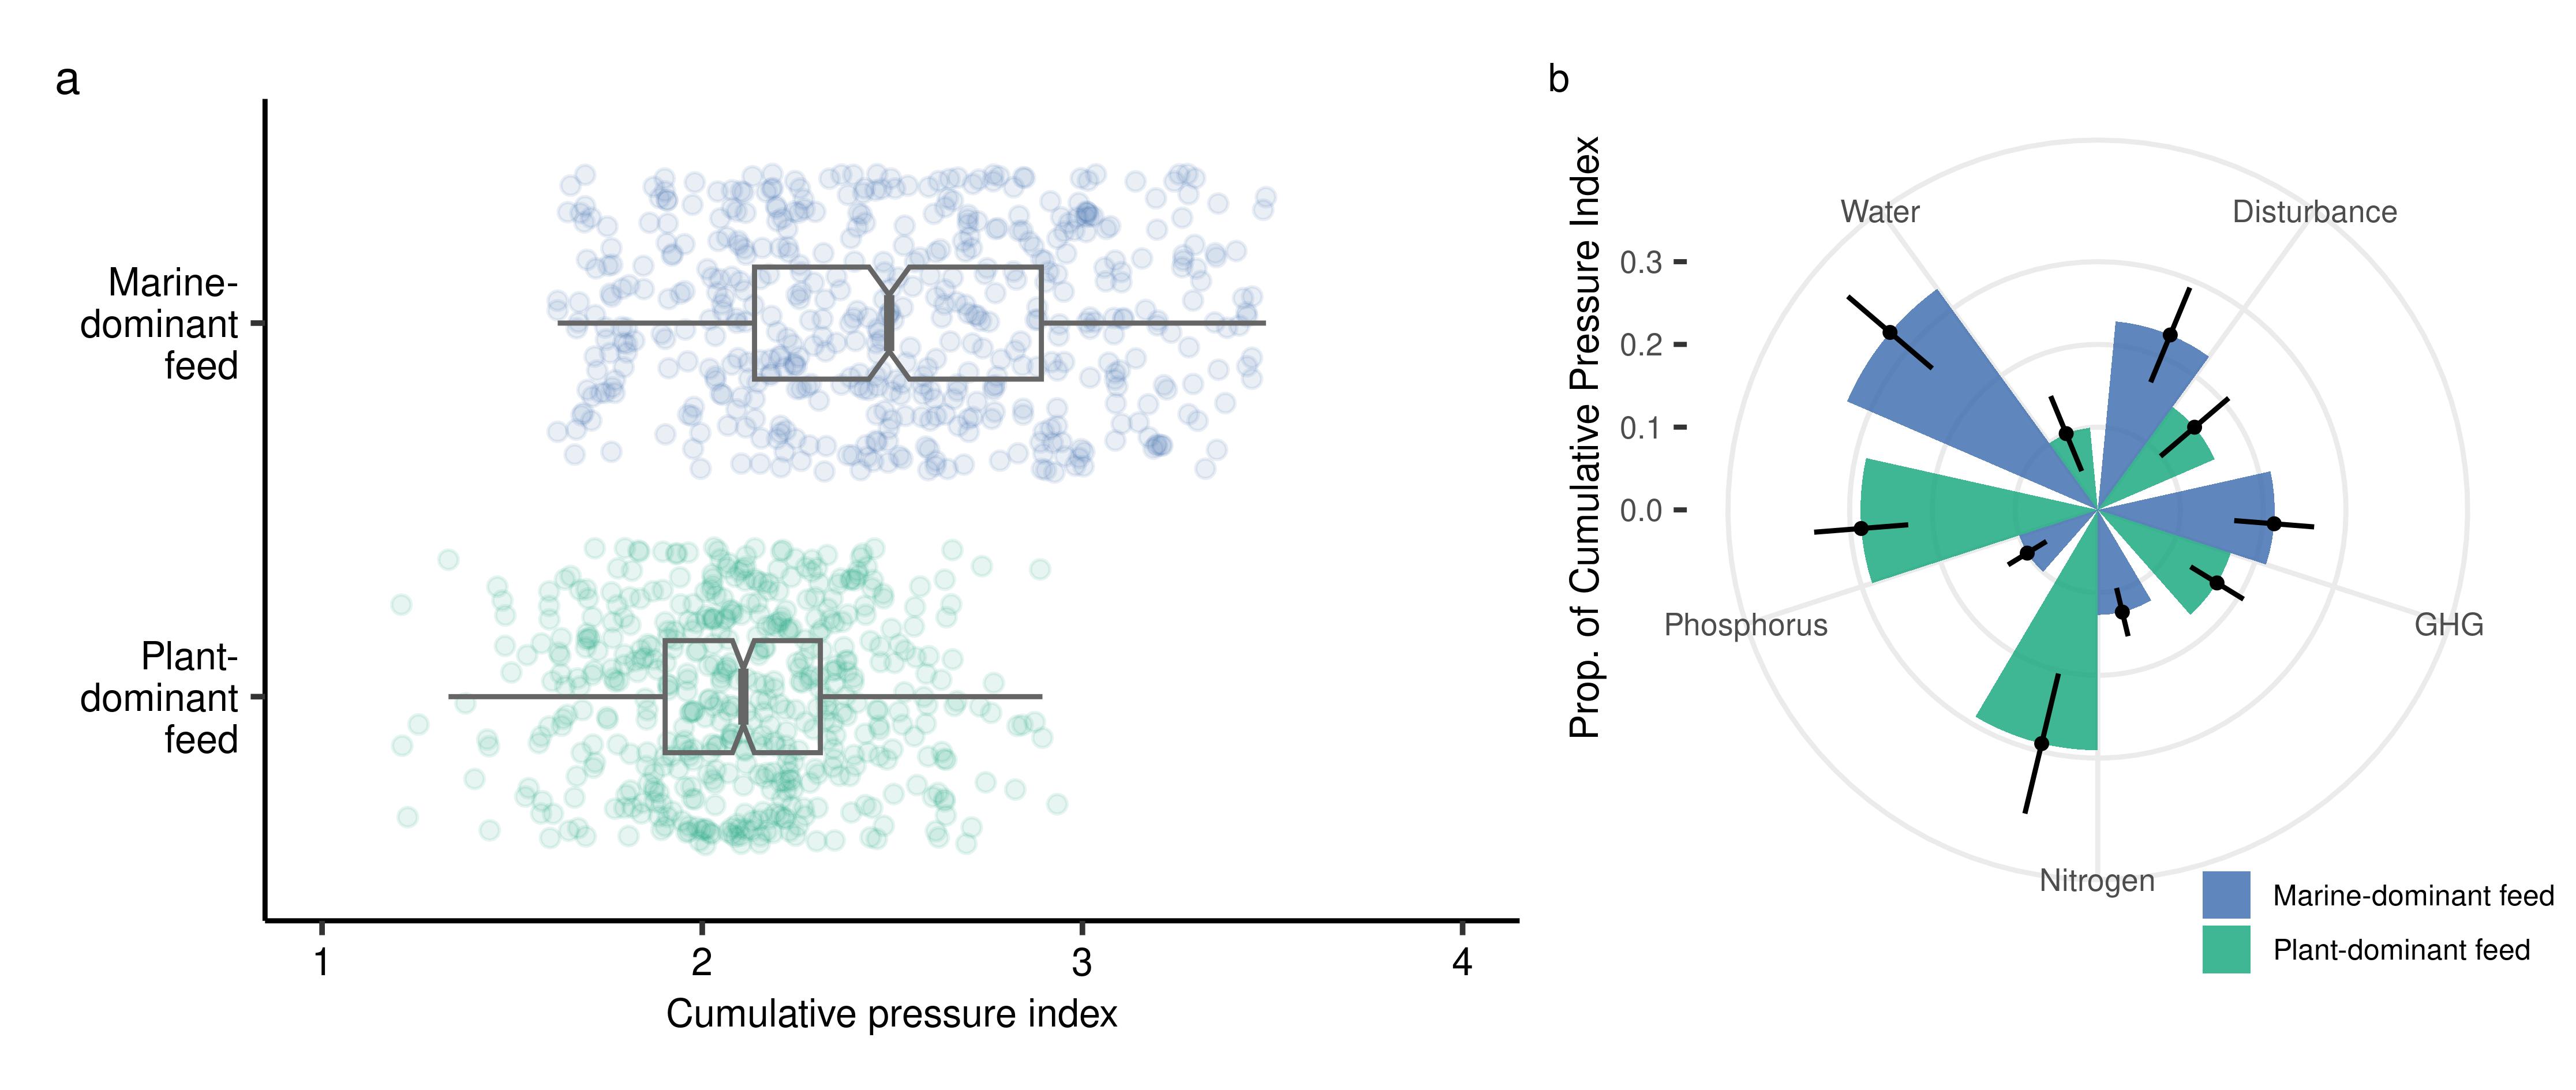 a
Marine-
dominant
feed
Plant-
dominant
feed
1
2
3
4
Cumulative pressure index
b
Prop. of Cumulative Pressure Index
0.3
0.2
0.1
0.0
Water
Disturbance
Phosphorus
GHG
Nitrogen
Marine-dominant feed
Plant-dominant feed